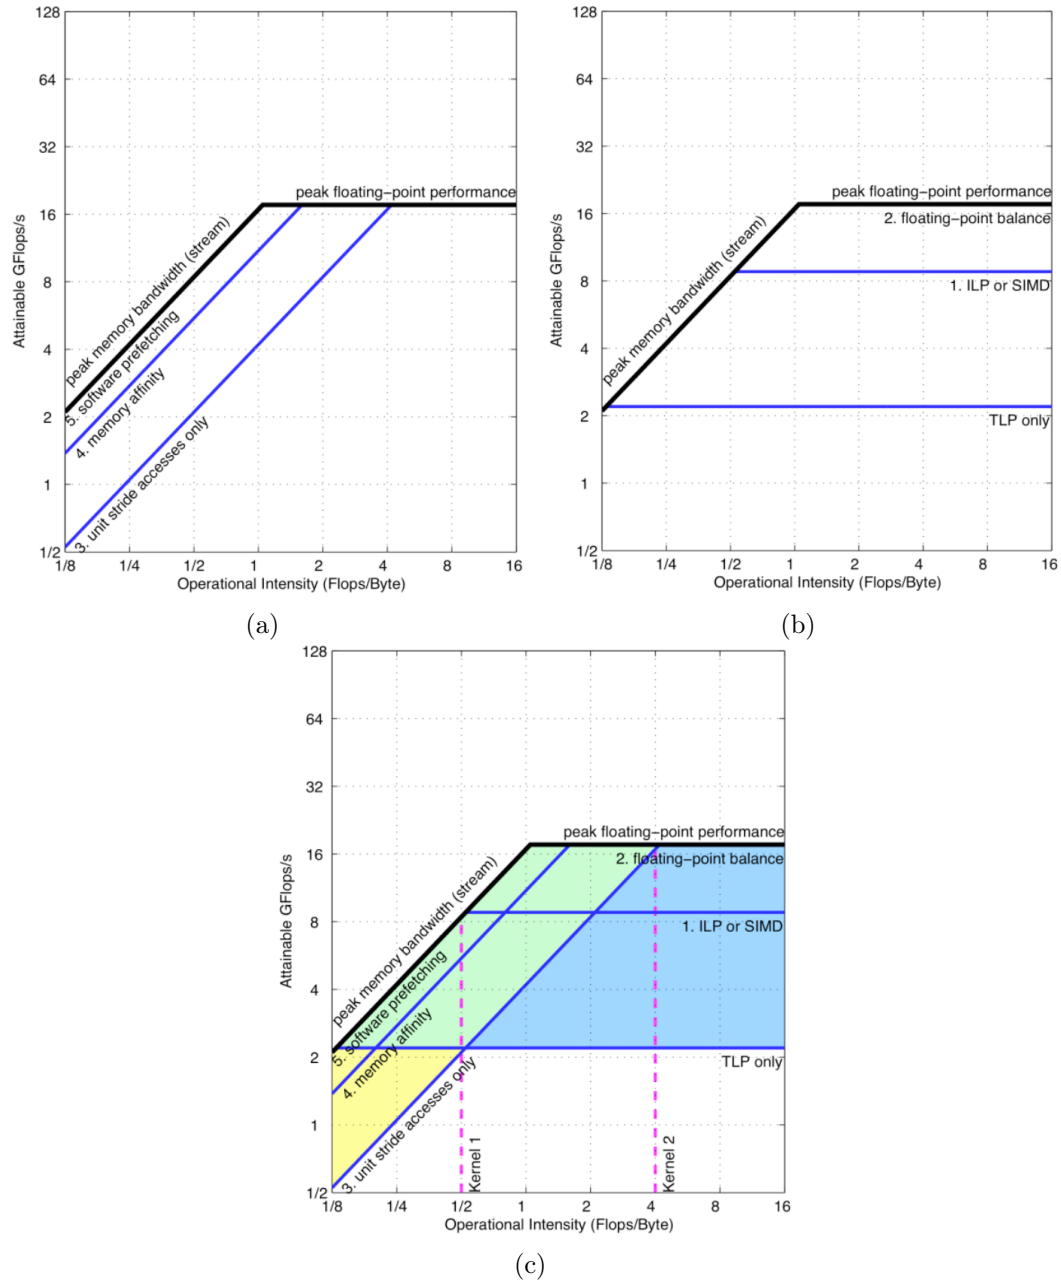 128
64
32
16
8
4
2
1
1/2
Attainable GFlops/s
peak floating−point performance
peak memory bandwidth (stream)
5. software prefetching
4. memory affinity
3. unit stride accesses only
1/8 1/4 1/2 1 2 4 8 16
Operational Intensity (Flops/Byte)
(a)
128
64
32
16
8
4
2
1
1/2
Attainable GFlops/s
peak floating−point performance
2. floating−point balance
peak memory bandwidth (stream)
1. ILP or SIMD
TLP only
1/8 1/4 1/2 1 2 4 8 16
Operational Intensity (Flops/Byte)
(b)
128
64
32
16
8
4
2
1
1/2
Attainable GFlops/s
peak floating−point performance
2. floating−point balance
peak memory bandwidth (stream)
1. ILP or SIMD
5. software prefetching
4. memory affinity
TLP only
3. unit stride accesses only
Kernel 1
Kernel 2
1/8 1/4 1/2 1 2 4 8 16
Operational Intensity (Flops/Byte)
(c)